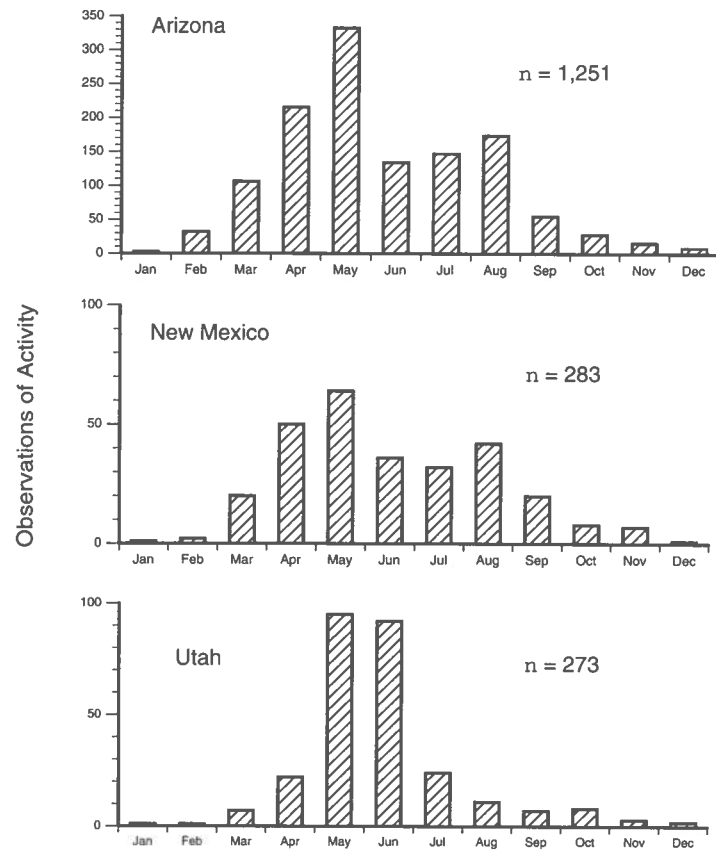 Observations of Activity
Arizona
n = 1,251
350
300
250
200
150
100
50
0
Jan Feb Mar Apr May Jun Jul Aug Sep Oct Nov Dec
New Mexico
n = 283
100
50
0
Jan Feb Mar Apr May Jun Jul Aug Sep Oct Nov Dec
Utah
n = 273
100
50
0
Jan Feb Mar Apr May Jun Jul Aug Sep Oct Nov Dec